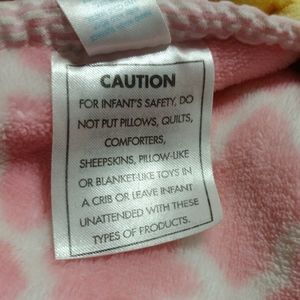 CAUTION
FOR INFANT'S SAFETY, DO
NOT PUT PILLOWS, QUILTS,
COMFORTERS,
SHEEPSKINS, PILLOW-LIKE
OR BLANKET-LIKE TOYS IN
A CRIB OR LEAVE INFANT
UNATTENDED WITH THESE
TYPES OF PRODUCTS.